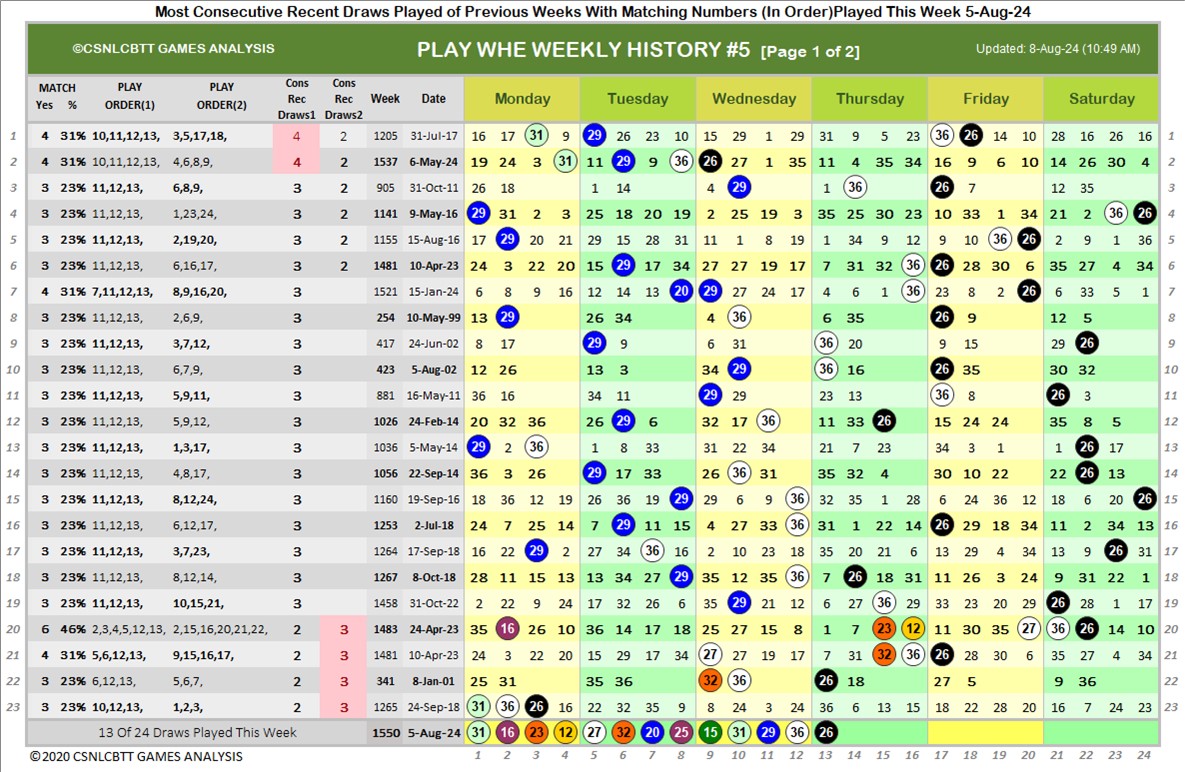 Most Consecutive Recent Draws Played of Previous Weeks With Matching Numbers (In Order)Played This Week 5-Aug-24
©CSNLCBTT GAMES ANALYSIS PLAY WHE WEEKLY HISTORY #5 [Page 1 of 2] Updated: 8-Aug-24 (10:49 AM)
MATCH Yes % PLAY ORDER(1) PLAY ORDER(2) Cons Rec Draws1 Cons Rec Draws2 Week Date Monday Tuesday Wednesday Thursday Friday Saturday
1 4 31% 10,11,12,13, 3,5,17,18, 4 2 1205 31-Jul-17 16 17 31 9 29 26 23 10 15 29 1 29 31 9 5 23 36 26 14 9 28 16 26 16 1
2 4 31% 10,11,12,13, 4,6,8,9, 4 2 1537 6-May-24 19 24 3 31 11 29 9 36 26 27 1 35 11 4 35 34 16 9 6 10 14 26 30 4 2
3 3 23% 11,12,13, 6,8,9, 3 2 905 31-Oct-11 26 18 1 14 4 29 1 36 26 7 12 35 3
4 3 23% 11,12,13, 1,23,24, 3 2 1141 9-May-16 29 31 2 3 25 18 20 19 2 25 19 3 35 25 30 23 10 33 1 34 21 2 36 26 4
5 3 23% 11,12,13, 2,19,20, 3 2 1155 15-Aug-16 17 29 20 21 29 15 28 31 11 1 8 19 1 34 9 12 9 10 36 26 2 9 1 36 5
6 3 23% 11,12,13, 6,16,17, 3 2 1481 10-Apr-23 24 3 22 20 15 29 17 34 27 27 19 17 7 31 32 36 26 28 30 6 35 27 4 34 6
7 4 31% 7,11,12,13, 8,9,16,20, 3 1521 15-Jan-24 6 8 9 16 12 14 13 20 29 27 24 17 4 6 1 36 23 8 2 26 6 33 5 1 7
8 3 23% 11,12,13, 2,6,9, 3 254 10-May-99 13 29 26 34 4 36 6 35 26 9 12 5 8
9 3 23% 11,12,13, 3,7,12, 3 417 24-Jun-02 8 17 29 9 6 31 36 20 9 15 29 26 9
10 3 23% 11,12,13, 6,7,9, 3 423 5-Aug-02 12 26 13 3 34 29 36 16 26 35 30 32 10
11 3 23% 11,12,13, 5,9,11, 3 881 16-May-11 36 16 34 11 29 29 23 13 36 8 26 3 11
12 3 23% 11,12,13, 5,9,12, 3 1026 24-Feb-14 20 32 36 26 29 6 32 17 36 11 33 26 15 24 24 35 8 5 12
13 3 23% 11,12,13, 1,3,17, 3 1036 5-May-14 29 2 36 1 8 33 31 22 34 21 7 23 34 3 1 1 26 17 13
14 3 23% 11,12,13, 4,8,17, 3 1056 22-Sep-14 36 3 26 29 17 33 26 36 31 35 32 4 30 10 22 22 26 13 14
15 3 23% 11,12,13, 8,12,24, 3 1160 19-Sep-16 18 36 12 19 26 36 19 29 29 6 9 36 32 35 1 28 6 24 36 12 18 6 20 26 15
16 3 23% 11,12,13, 6,12,17, 3 1253 2-Jul-18 24 7 25 14 7 29 11 15 4 27 33 36 31 1 22 14 26 29 18 34 11 2 34 13 16
17 3 23% 11,12,13, 3,7,23, 3 1264 17-Sep-18 16 22 29 2 27 34 36 16 2 10 23 18 35 20 21 6 13 29 4 34 13 9 26 31 17
18 3 23% 11,12,13, 8,12,14, 3 1267 8-Oct-18 28 11 15 13 13 34 27 29 35 12 35 36 7 26 18 31 11 26 3 24 9 31 22 1 18
19 23% 11,12,13, 10,15,21, 3 1458 31-Oct-22 2 22 9 24 17 32 26 6 35 29 21 12 6 27 36 29 33 23 20 29 26 28 1 17 19
20 6 46% 2,3,4,5,12,13, 2,15,16,20,21,22, 2 3 1483 24-Apr-23 35 16 26 10 36 14 17 18 25 27 15 8 1 7 23 12 11 30 35 27 36 26 14 10 20
21 4 31% 5,6,12,13, 9,15,16,17, 2 3 1481 10-Apr-23 24 3 22 20 15 29 17 34 27 27 19 17 7 31 32 36 26 28 30 6 35 27 4 34 21
22 3 23% 6,12,13, 5,6,7, 2 3 341 8-Jan-01 25 31 35 36 32 36 26 18 27 5 9 36 22
23 3 23% 10,12,13, 1,2,3, 2 3 1265 24-Sep-18 31 36 26 16 22 32 35 9 8 24 3 24 36 6 13 15 18 22 28 20 16 7 24 23 23
13 Of 24 Draws Played This Week 1550 5-Aug-24 31 16 23 12 27 32 20 25 15 31 29 36 26
©2020 CSNLCBTT GAMES ANALYSIS 1 2 3 4 5 6 7 8 9 10 11 12 13 14 15 16 17 18 19 20 21 22 23 24